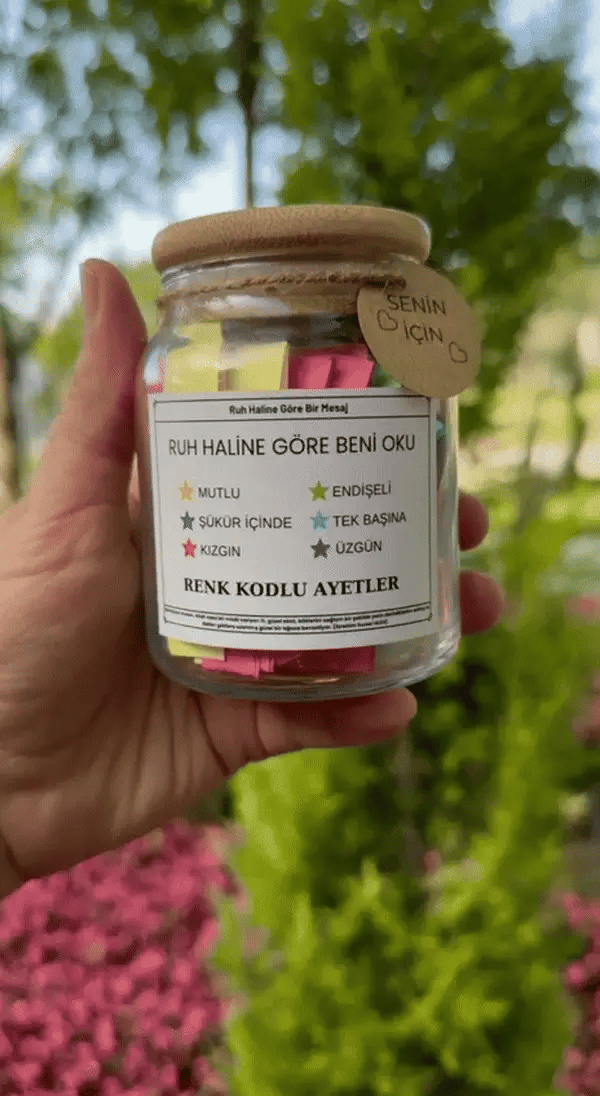 SENİN
İÇİN
Ruh Haline Göre Bir Mesaj
RUH HALİNE GÖRE BENİ OKU
MUTLU
ENDİŞELİ
ŞÜKÜR İÇİNDE
TEK BAŞINA
KIZGIN
ÜZGÜN
RENK KODLU AYETLER